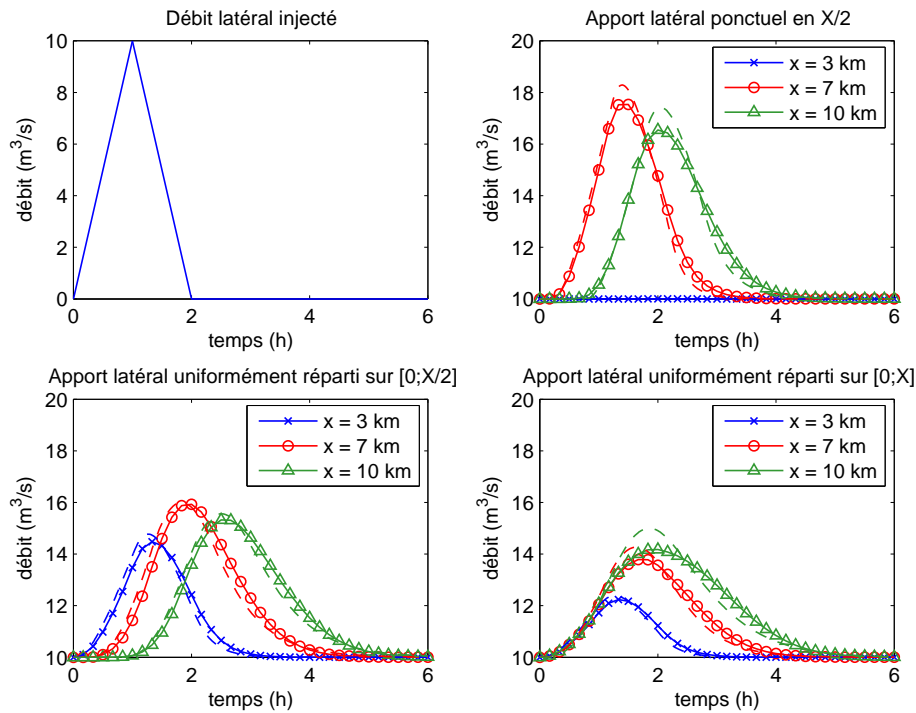 Débit latéral injecté
10
8
6
4
2
0
0
2
4
6
débit (m³/s)
temps (h)
Apport latéral ponctuel en X/2
20
18
16
14
12
10
0
2
4
6
débit (m³/s)
temps (h)
x = 3 km
x = 7 km
x = 10 km
Apport latéral uniformément réparti sur [0;X/2]
20
18
16
14
12
10
0
2
4
6
débit (m³/s)
temps (h)
x = 3 km
x = 7 km
x = 10 km
Apport latéral uniformément réparti sur [0;X]
20
18
16
14
12
10
0
2
4
6
débit (m³/s)
temps (h)
x = 3 km
x = 7 km
x = 10 km